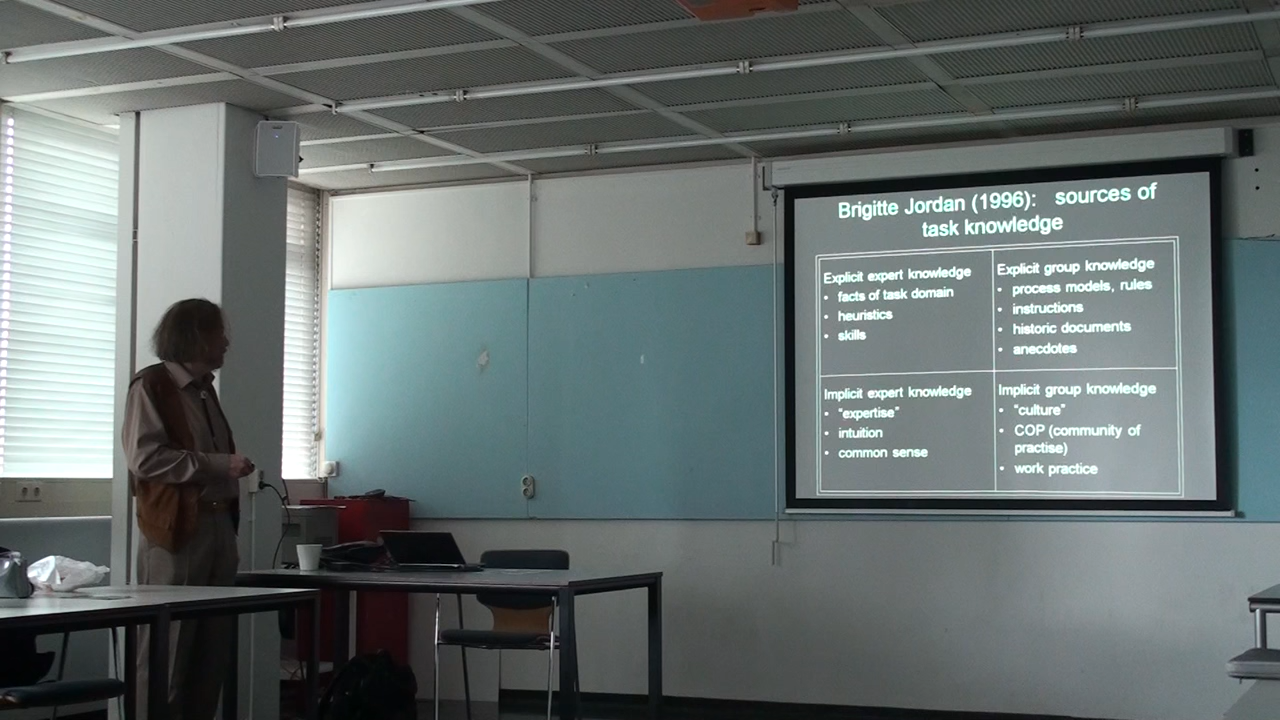 Brigitte Jordan (1996): sources of
task knowledge
Explicit expert knowledge
• facts of task domain
• heuristics
• skills
Explicit group knowledge
• process models, rules
• instructions
• historic documents
• anecdotes
Implicit expert knowledge
• "expertise"
• intuition
• common sense
Implicit group knowledge
• "culture"
• COP (community of
practise)
• work practice